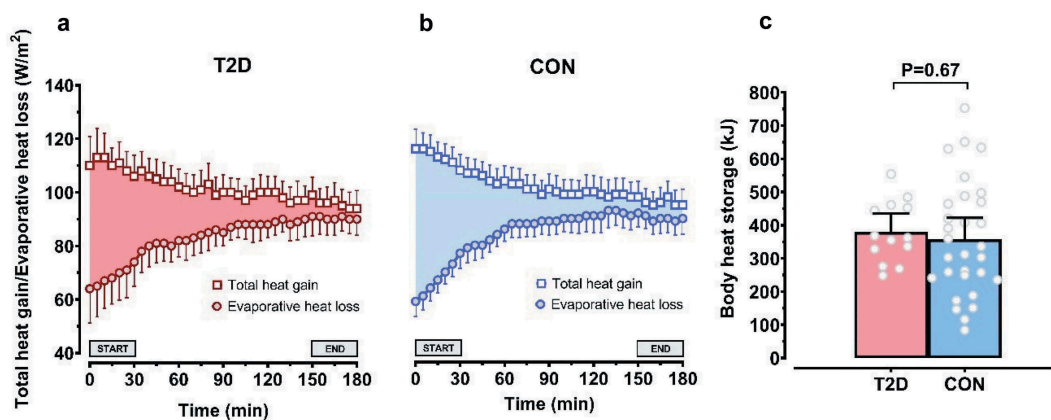 a
b
c
T2D
CON
P=0.67
Total heat gain/Evaporative heat loss (W/m²)
140
120
100
80
60
40
Total heat gain
Evaporative heat loss
START
END
0 30 60 90 120 150 180
Time (min)
Total heat gain
Evaporative heat loss
START
END
0 30 60 90 120 150 180
Time (min)
Body heat storage (kJ)
800
700
600
500
400
300
200
100
0
T2D CON